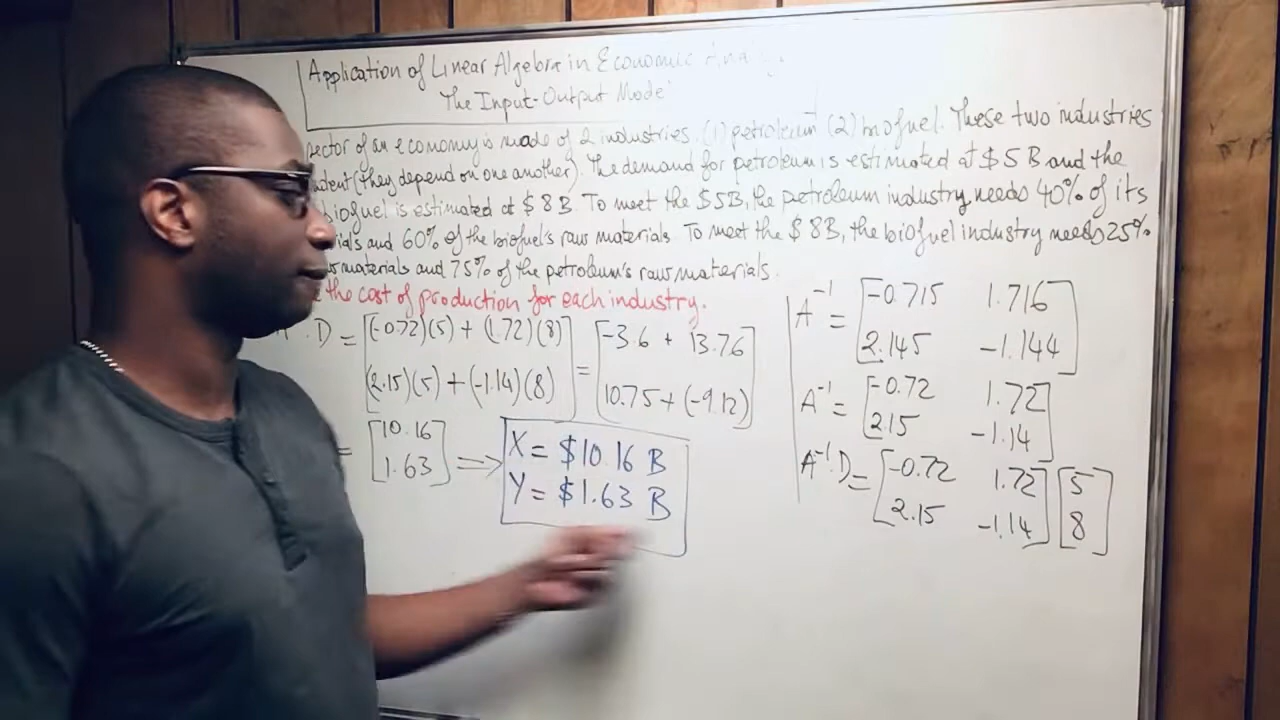 Application of Linear Algebra in Economic
The Input-Output Mode
sector of an economy is made of 2 industries. (1) petroleum (2) biofuel. These two industries
(they depend on one another). The demand for petroleum is estimated at $5 B and the
biofuel is estimated at $8B. To meet the $5B, the petroleum industry needs 40% of its
and 60% of the biofuel's raw materials. To meet the $8B, the biofuel industry needs 25%
materials and 75% of the petroleum's raw materials.
the cost of production for each industry.
. D = [(-0.72)(5) + (1.72)(8)] = [-3.6 + 13.76]
[(2.15)(5) + (-1.14)(8)] [10.75 + (-9.12)]
= [10.16] ⇒ X = $10.16 B
[1.63] Y = $1.63 B
A⁻¹ = [-0.715 1.716]
[2.145 -1.144]
A⁻¹ = [-0.72 1.72]
[2.15 -1.14]
A⁻¹.D = [-0.72 1.72] [5]
[2.15 -1.14] [8]